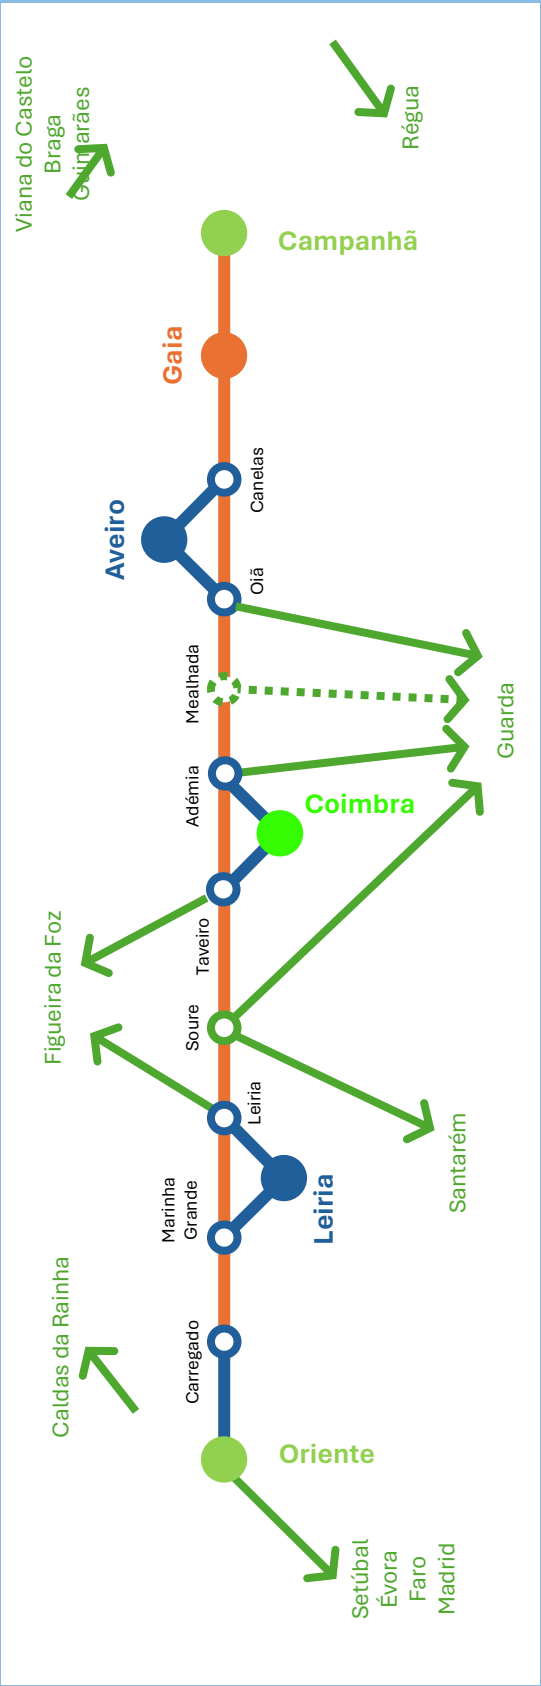 Viana do Castelo
Braga
Guimarães
Régua
Campanhã
Gaia
Canelas
Aveiro
Oiã
Mealhada
Guarda
Adémia
Coimbra
Taveiro
Figueira da Foz
Soure
Leiria
Santarém
Marinha
Grande
Leiria
Caldas da Rainha
Carregado
Oriente
Setúbal
Évora
Faro
Madrid